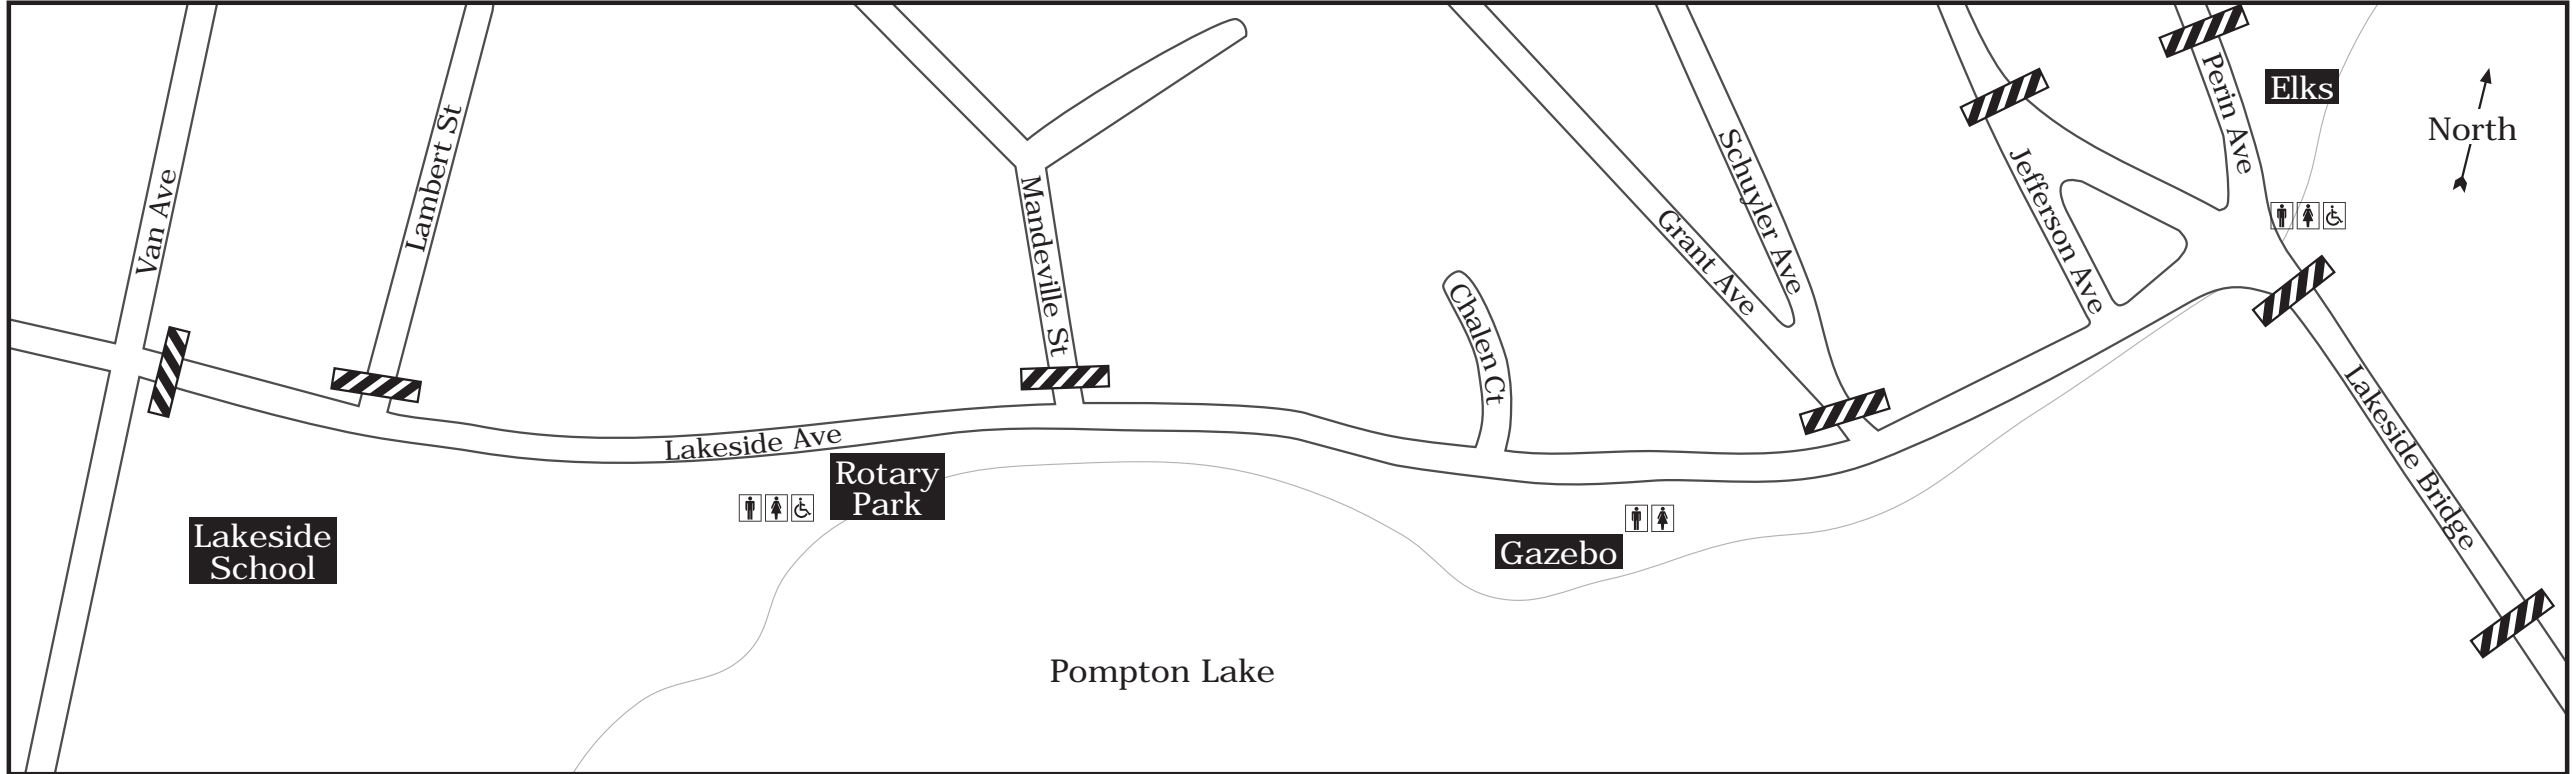 Van Ave
Lambert St
Mandeville St
Chalen Ct
Grant Ave
Schuyler Ave
Jefferson Ave
Perin Ave
Elks
North
Lakeside Ave
Rotary
Park
Lakeside
School
Gazebo
Lakeside Bridge
Pompton Lake